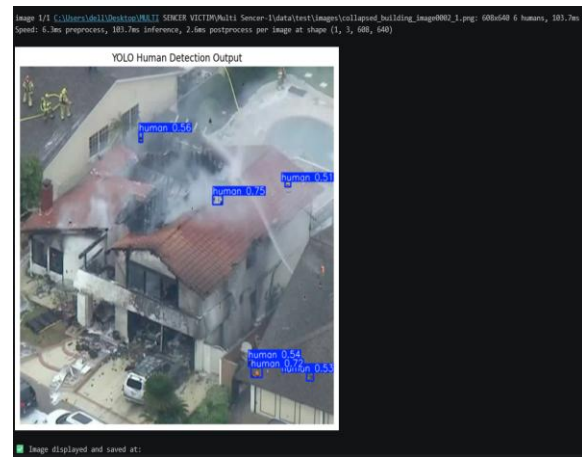 image 1/1 C:\Users\dell\Desktop\MULTI SENCER VICTIM\Multi Sencer-1\data\test\images\collapsed_building_image0002_1.png: 608x640 6 humans, 103.7ms
Speed: 6.3ms preprocess, 103.7ms inference, 2.6ms postprocess per image at shape (1, 3, 608, 640)
YOLO Human Detection Output
human 0.56
human 0.51
human 0.75
human 0.54
human 0.72
human 0.53
Image displayed and saved at: